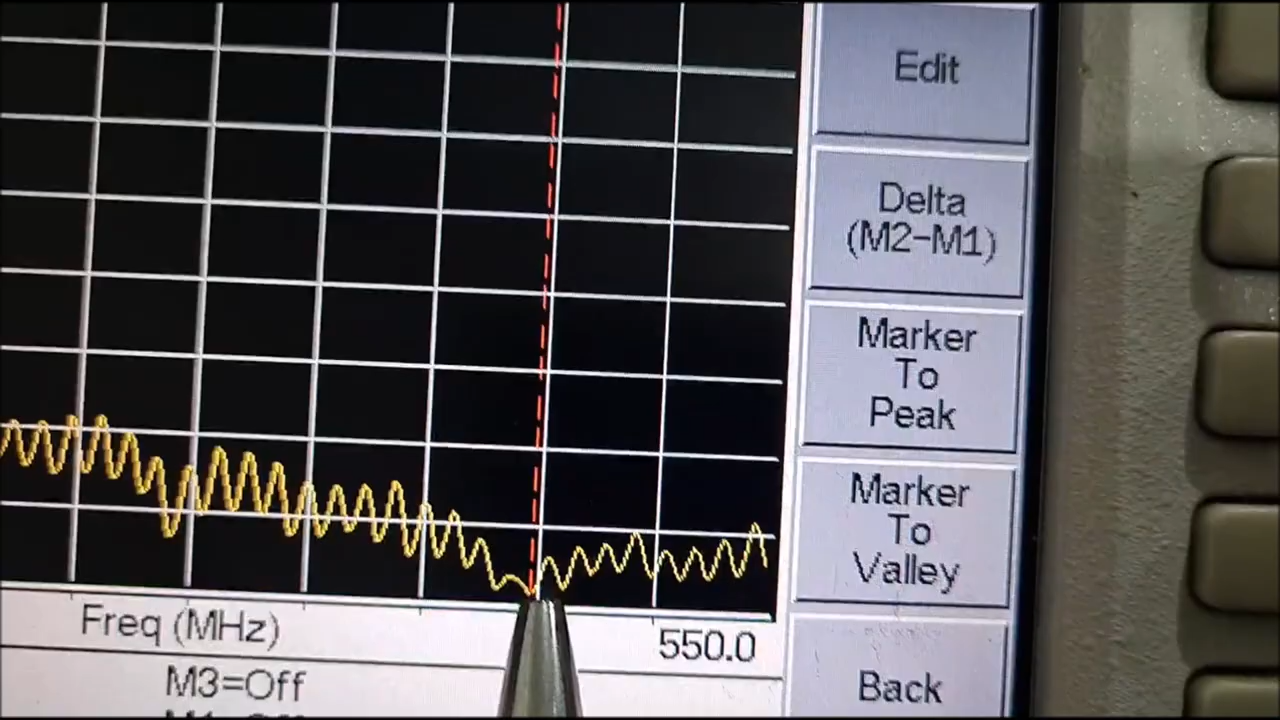 Edit
Delta
(M2-M1)
Marker
To
Peak
Marker
To
Valley
Freq (MHz)
550.0
M3=Off
Back